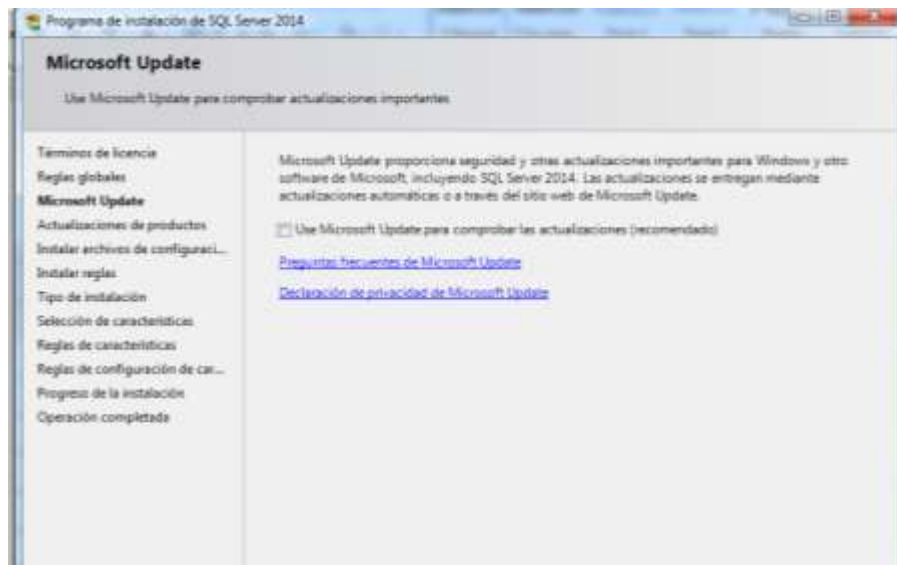 Programa de instalación de SQL Server 2014
Microsoft Update
Use Microsoft Update para comprobar actualizaciones importantes
Términos de licencia
Reglas globales
Microsoft Update
Actualizaciones de productos
Instalar archivos de configuraci...
Instalar reglas
Tipo de instalación
Selección de características
Reglas de características
Reglas de configuración de car...
Progreso de la instalación
Operación completada
Microsoft Update proporciona seguridad y otras actualizaciones importantes para Windows y otro
software de Microsoft, incluyendo SQL Server 2014. Las actualizaciones se entregan mediante
actualizaciones automáticas o a través del sitio web de Microsoft Update.
Use Microsoft Update para comprobar las actualizaciones (recomendado)
Preguntas frecuentes de Microsoft Update
Declaración de privacidad de Microsoft Update